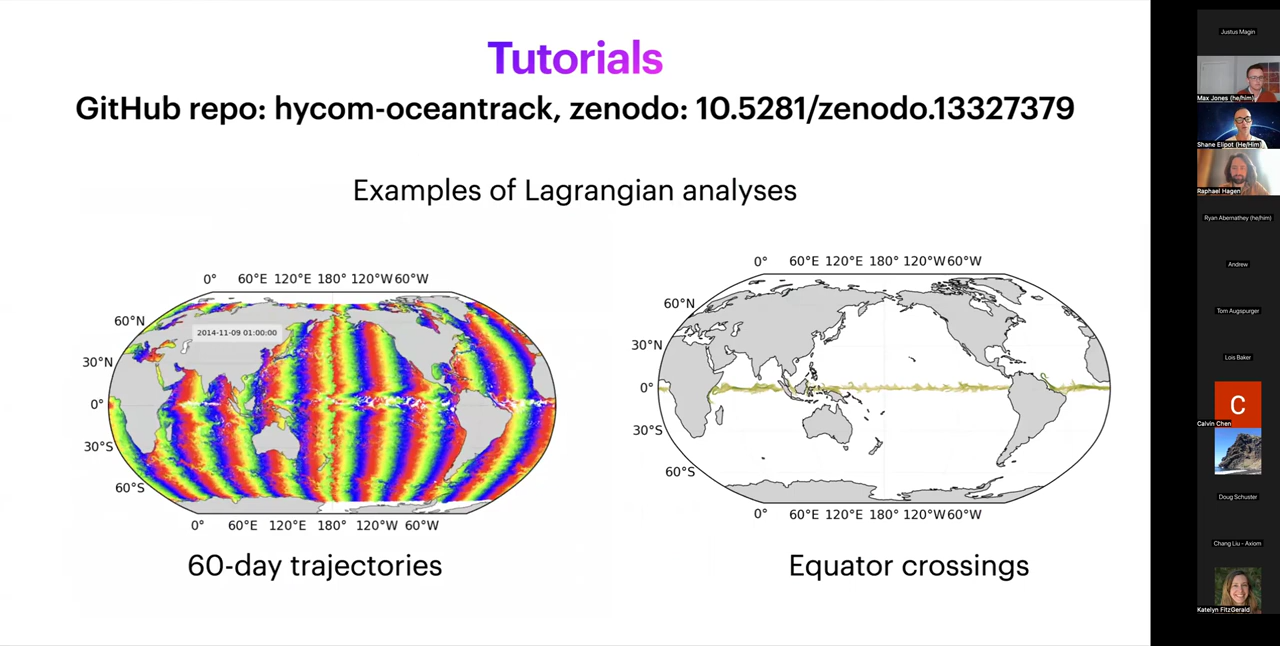 Tutorials
GitHub repo: hycom-oceantrack, zenodo: 10.5281/zenodo.13327379
Examples of Lagrangian analyses
0° 60°E 120°E 180° 120°W 60°W
60°N
2014-11-09 01:00:00
30°N
0°
30°S
60°S
0° 60°E 120°E 180° 120°W 60°W
60-day trajectories
0° 60°E 120°E 180° 120°W 60°W
60°N
30°N
0°
30°S
60°S
0° 60°E 120°E 180° 120°W 60°W
Equator crossings
Justus Magin
Max Jones (he/him)
Shane Elipot (He/Him)
Raphael Hagen
Ryan Abernathey (he/him)
Andrew
Tom Augspurger
Lois Baker
C
Calvin Chen
Doug Schuster
Chang Liu - Axiom
Katelyn FitzGerald